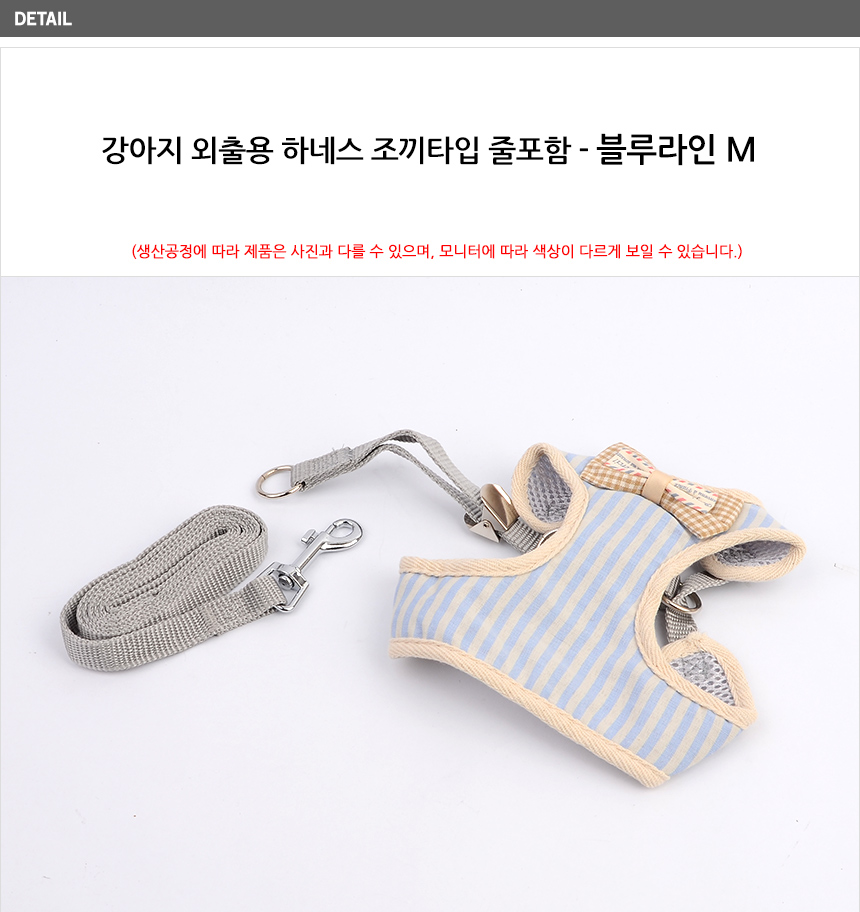 DETAIL
강아지 외출용 하네스 조끼타입 줄포함 - 블루라인 M
(생산공정에 따라 제품은 사진과 다를 수 있으며, 모니터에 따라 색상이 다르게 보일 수 있습니다.)